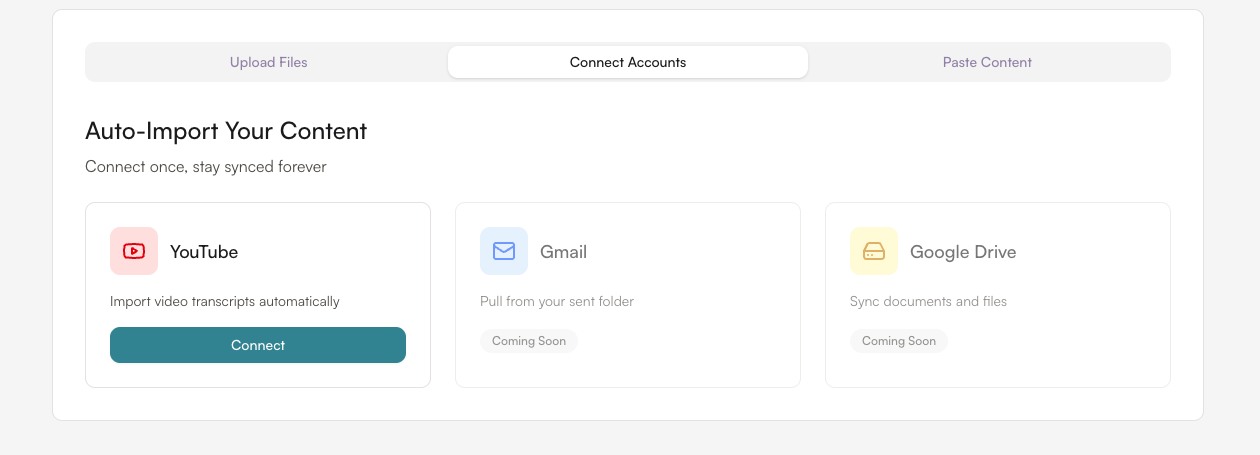 Upload Files
Connect Accounts
Paste Content
Auto-Import Your Content
Connect once, stay synced forever
YouTube
Import video transcripts automatically
Connect
Gmail
Pull from your sent folder
Coming Soon
Google Drive
Sync documents and files
Coming Soon